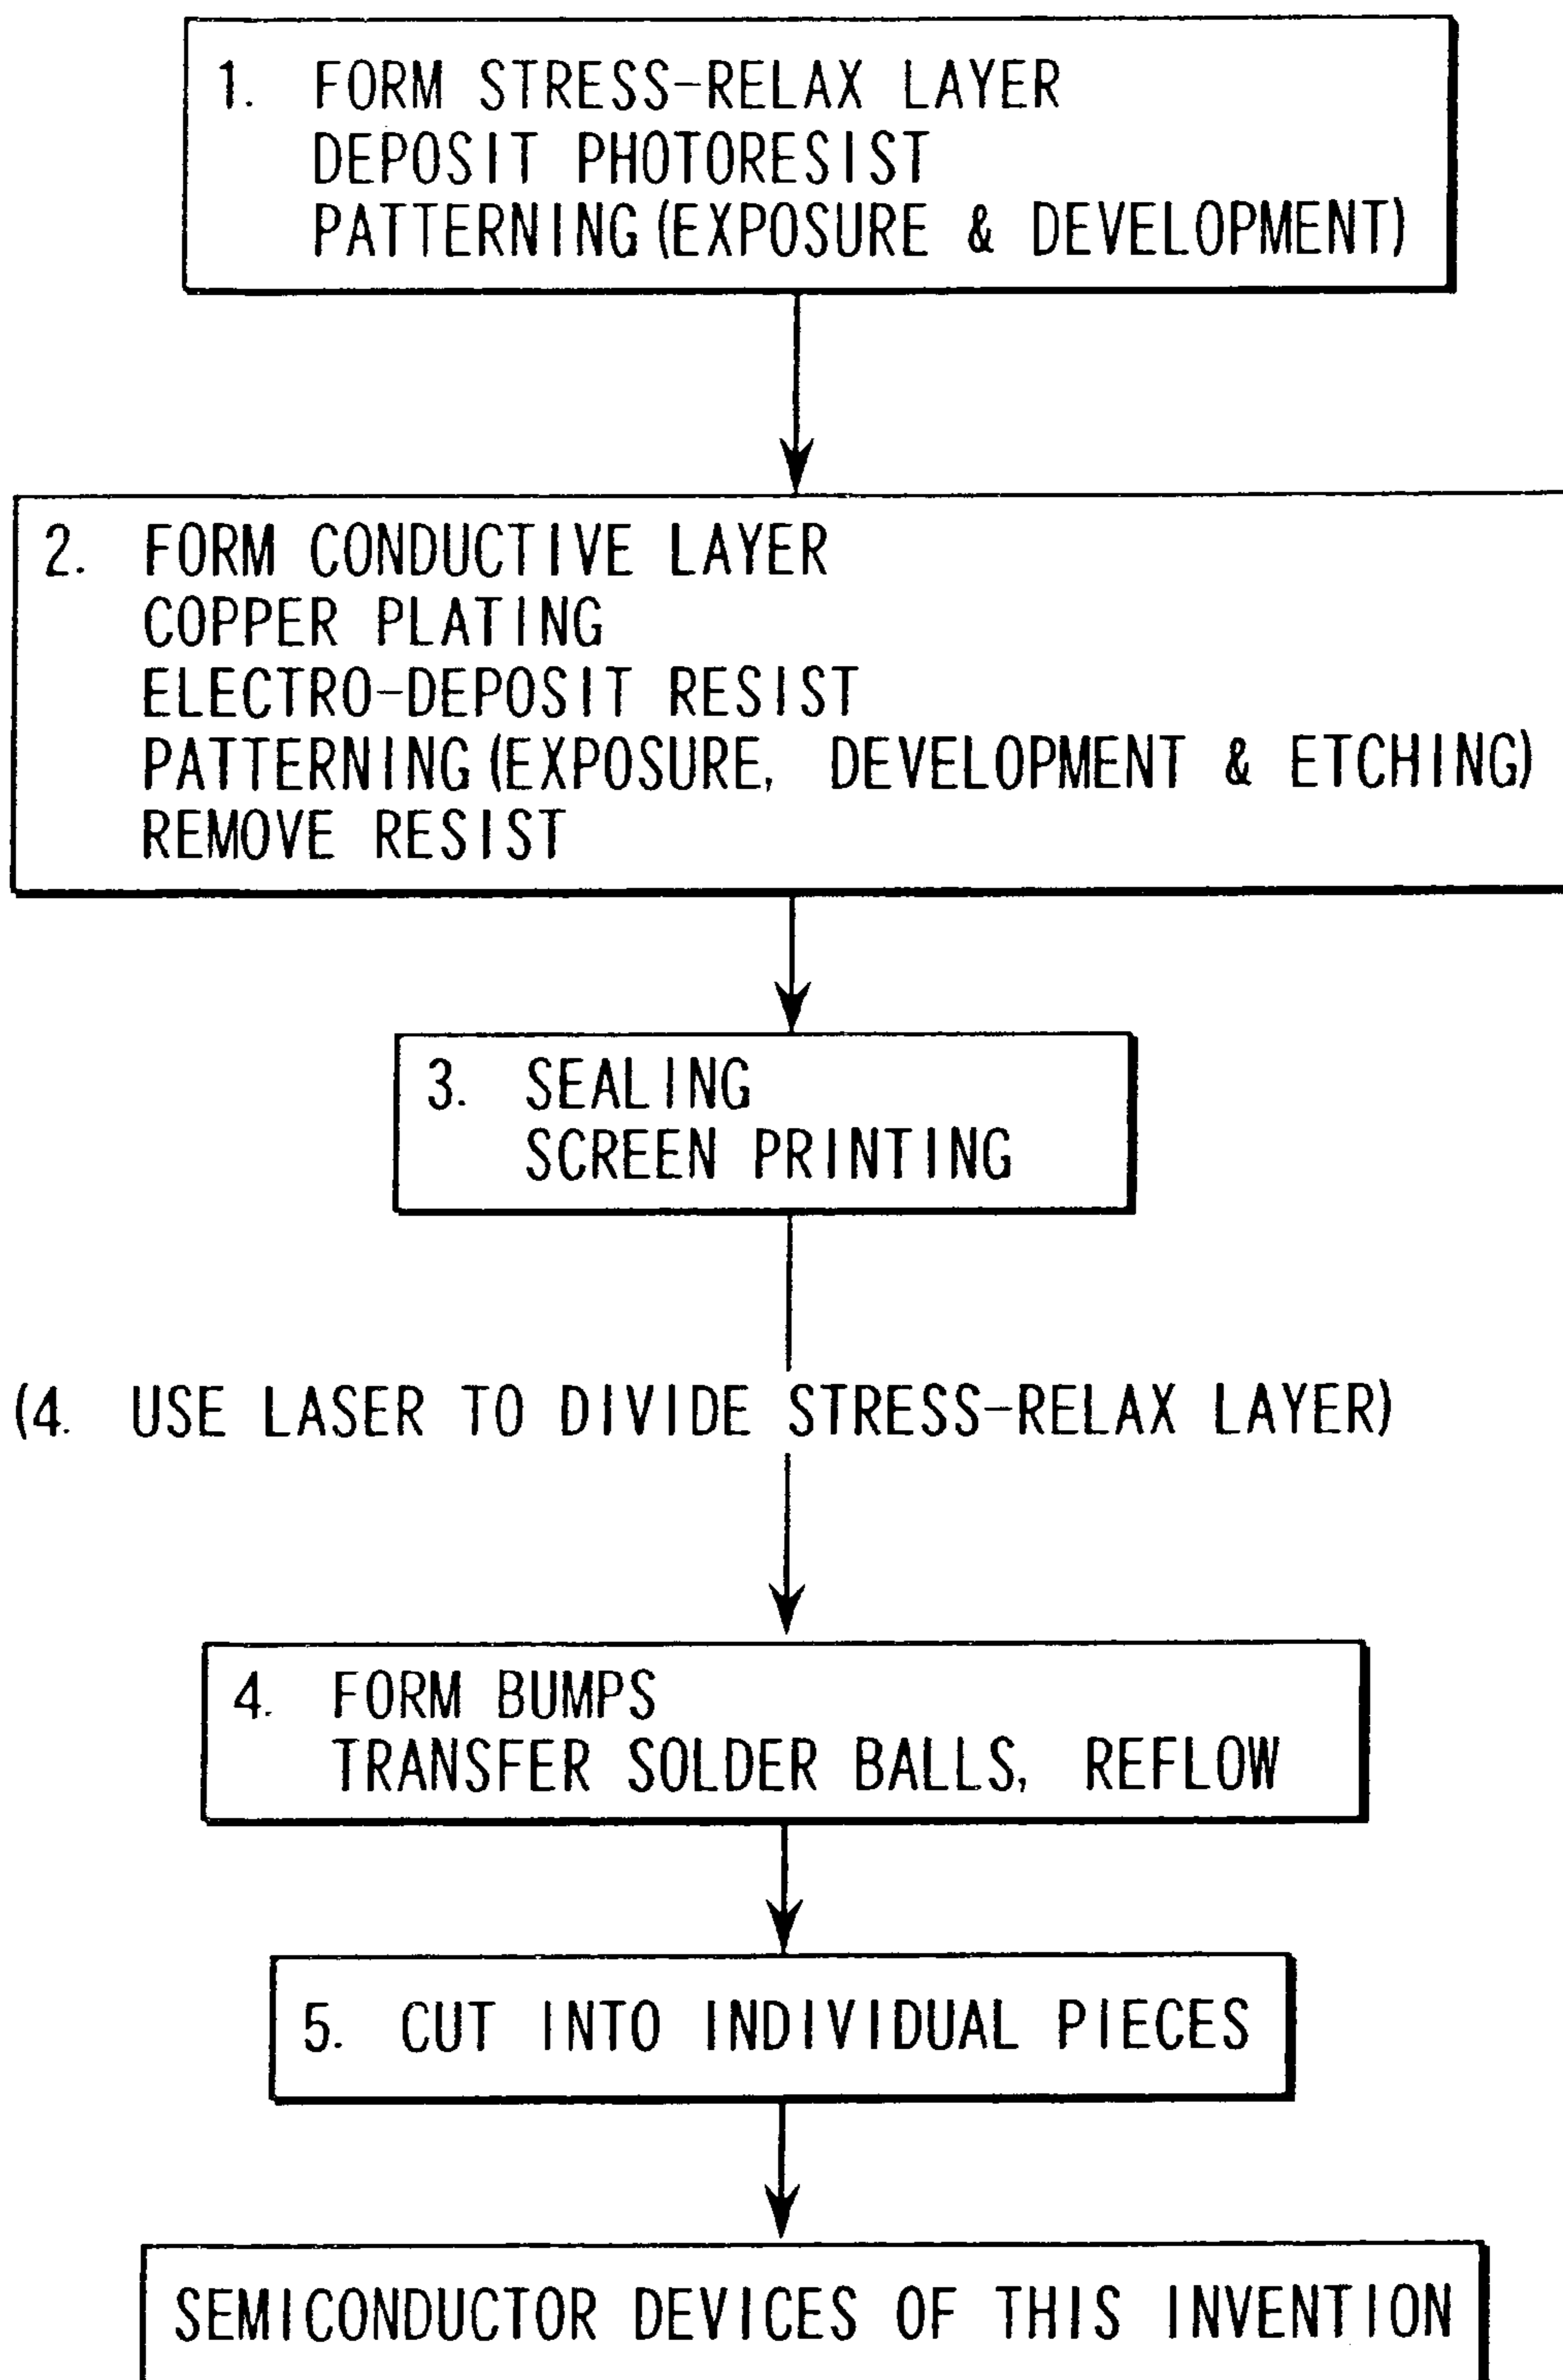 1. FORM STRESS-RELAX LAYER
DEPOSIT PHOTORESIST
PATTERNING(EXPOSURE & DEVELOPMENT)
2. FORM CONDUCTIVE LAYER
COPPER PLATING
ELECTRO-DEPOSIT RESIST
PATTERNING(EXPOSURE, DEVELOPMENT & ETCHING)
REMOVE RESIST
3. SEALING
SCREEN PRINTING
(4. USE LASER TO DIVIDE STRESS-RELAX LAYER)
4. FORM BUMPS
TRANSFER SOLDER BALLS, REFLOW
5. CUT INTO INDIVIDUAL PIECES
SEMICONDUCTOR DEVICES OF THIS INVENTION